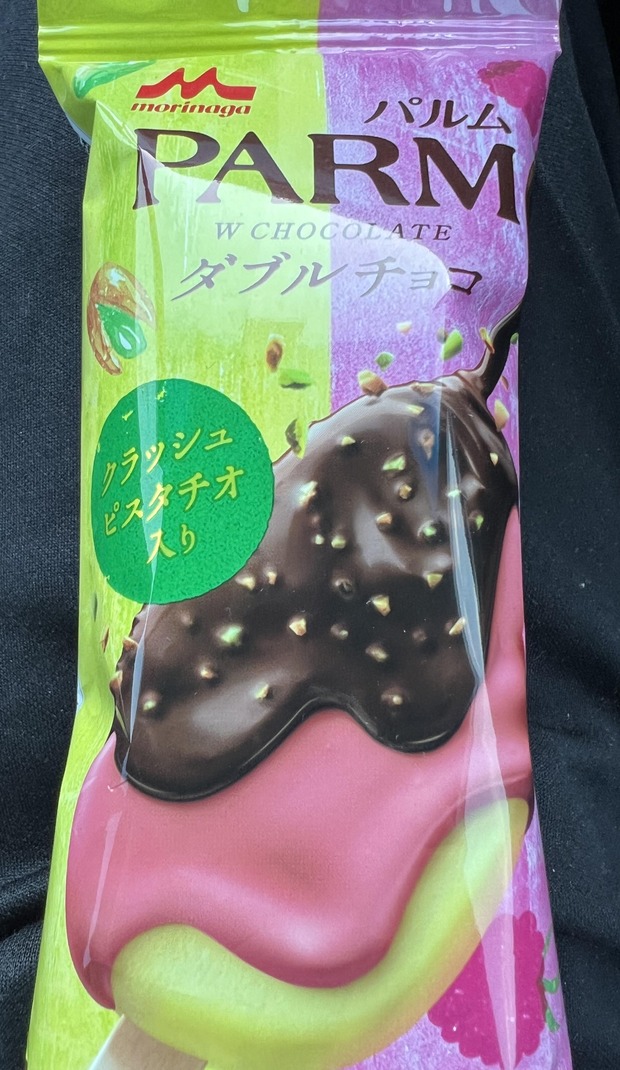 morinaga
パルム
PARM
W CHOCOLATE
ダブルチョコ
クラッシュ
ピスタチオ
入り